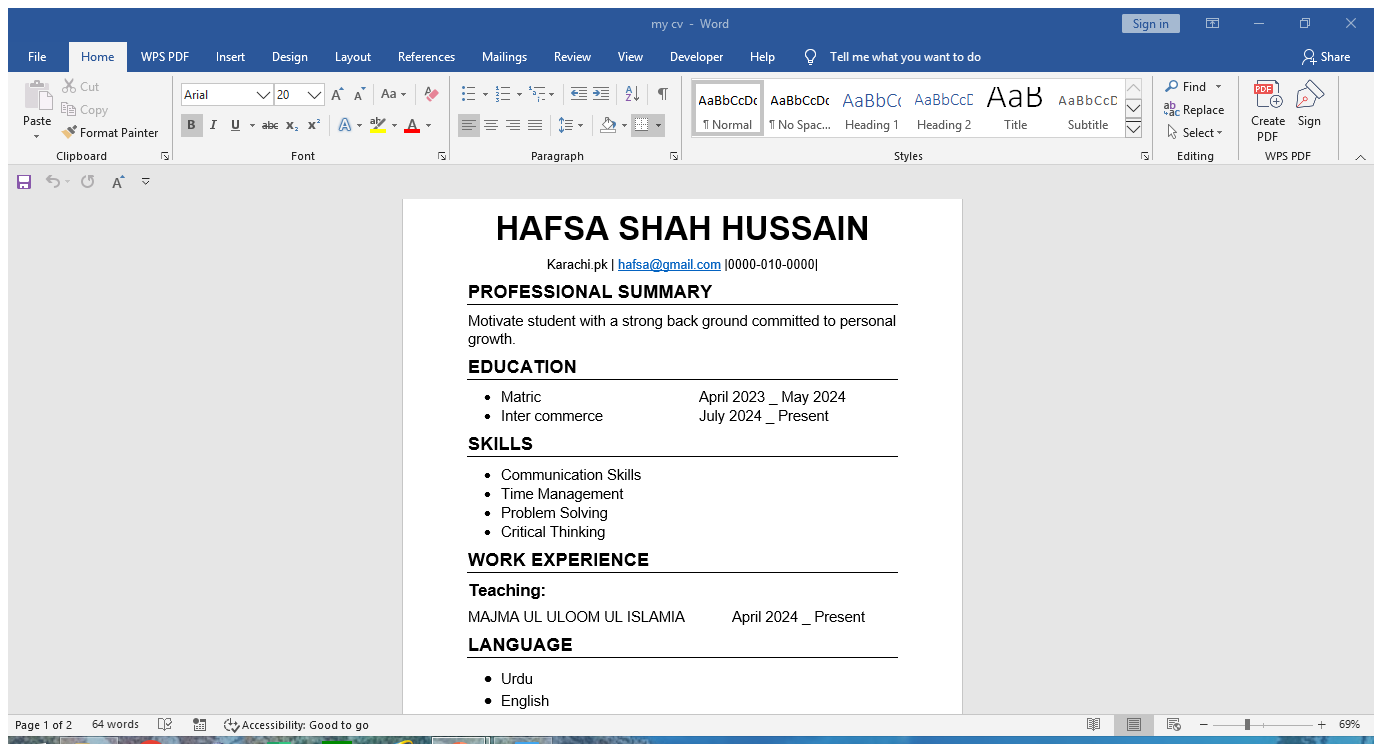 my cv - Word
Sign in
File Home WPS PDF Insert Design Layout References Mailings Review View Developer Help Tell me what you want to do Share
Paste
Cut
Copy
Format Painter
Clipboard
Arial 20 A A Aa A
B I U abc x₂ x² A ab A
Font
Paragraph
AaBbCcDc AaBbCcDc AaBbCc AaBbCcD AaB AaBbCcD
¶ Normal ¶ No Spac... Heading 1 Heading 2 Title Subtitle
Styles
Find
Replace
Select
Editing
Create PDF
Sign
WPS PDF
HAFSA SHAH HUSSAIN
Karachi.pk | hafsa@gmail.com |0000-010-0000|
PROFESSIONAL SUMMARY
Motivate student with a strong back ground committed to personal
growth.
EDUCATION
• Matric April 2023 _ May 2024
• Inter commerce July 2024 _ Present
SKILLS
• Communication Skills
• Time Management
• Problem Solving
• Critical Thinking
WORK EXPERIENCE
Teaching:
MAJMA UL ULOOM UL ISLAMIA April 2024 _ Present
LANGUAGE
• Urdu
• English
Page 1 of 2 64 words Accessibility: Good to go 69%